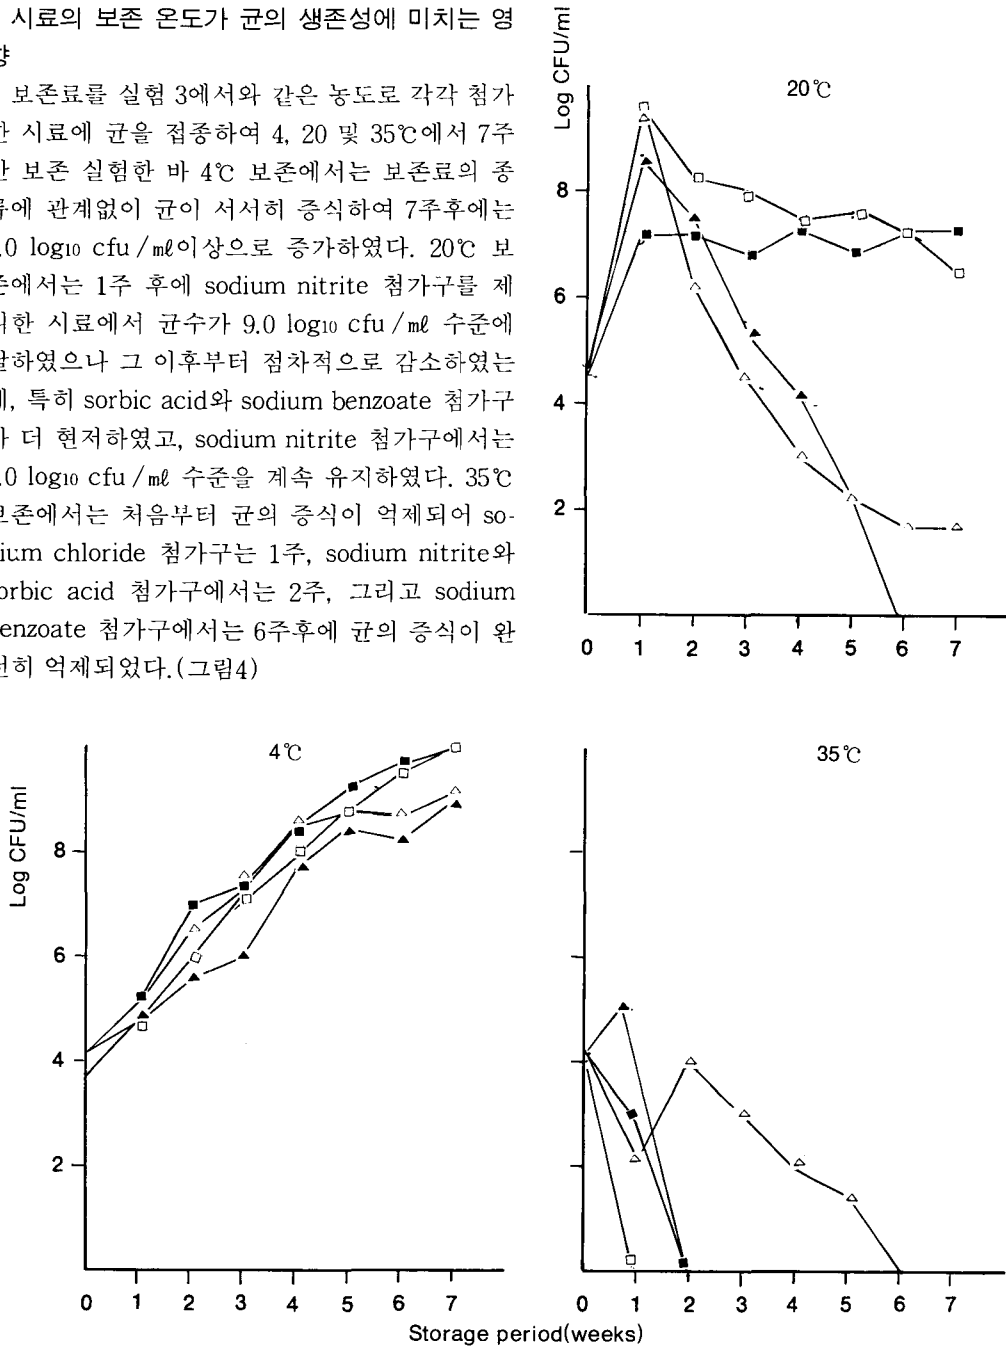 시료의 보존 온도가 균의 생존성에 미치는 영
향
보존료를 실험 3에서와 같은 농도로 각각 첨가
한 시료에 균을 접종하여 4, 20 및 35℃에서 7주
간 보존 실험한 바 4℃ 보존에서는 보존료의 종
류에 관계없이 균이 서서히 증식하여 7주후에는
.0 log10 cfu/㎖이상으로 증가하였다. 20℃ 보
존에서는 1주 후에 sodium nitrite 첨가구를 제
외한 시료에서 균수가 9.0 log10 cfu/㎖ 수준에
달하였으나 그 이후부터 점차적으로 감소하였는
데, 특히 sorbic acid와 sodium benzoate 첨가구
가 더 현저하였고, sodium nitrite 첨가구에서는
.0 log10 cfu/㎖ 수준을 계속 유지하였다. 35℃
보존에서는 처음부터 균의 증식이 억제되어 so-
ium chloride 첨가구는 1주, sodium nitrite와
orbic acid 첨가구에서는 2주, 그리고 sodium
enzoate 첨가구에서는 6주후에 균의 증식이 완
전히 억제되었다.(그림4)
Log CFU/ml
20℃
8
6
4
2
0 1 2 3 4 5 6 7
Log CFU/ml
4℃
8
6
4
2
0 1 2 3 4 5 6 7
35℃
0 1 2 3 4 5 6 7
Storage period(weeks)